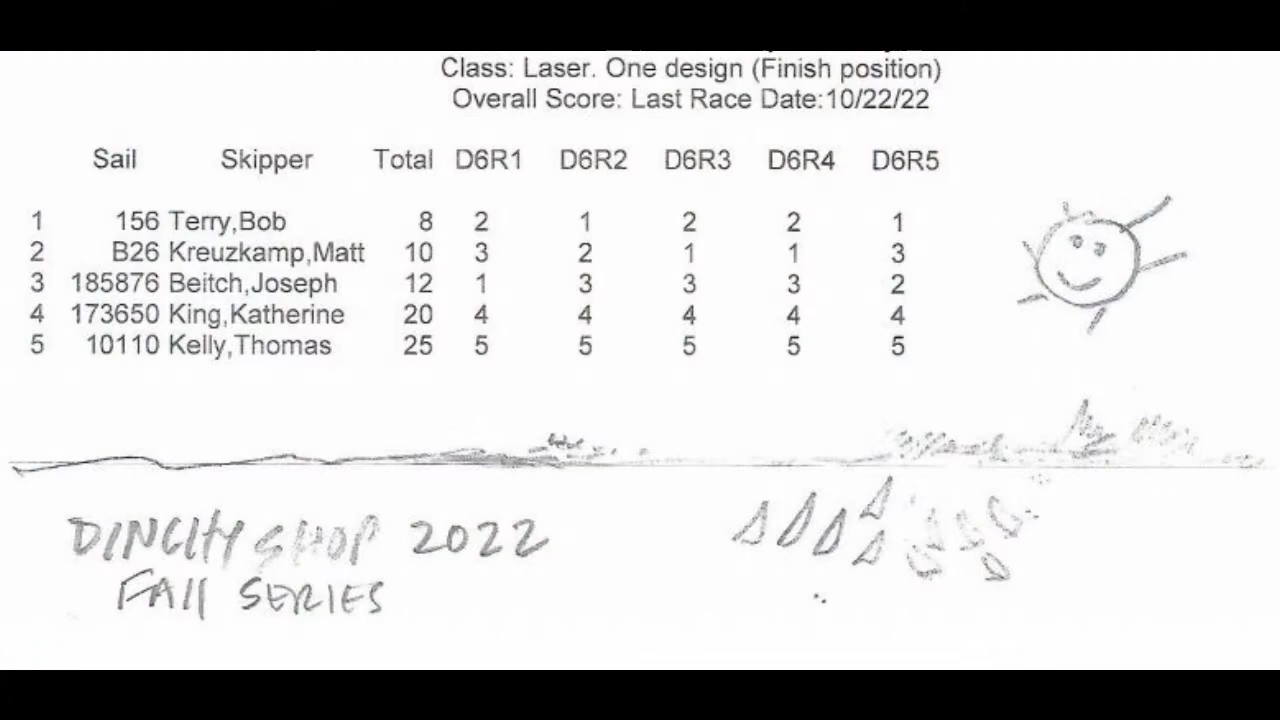 Class: Laser. One design (Finish position)
Overall Score: Last Race Date:10/22/22
Sail Skipper Total D6R1 D6R2 D6R3 D6R4 D6R5
1 156 Terry,Bob 8 2 1 2 2 1
2 B26 Kreuzkamp,Matt 10 3 2 1 1 3
3 185876 Beitch,Joseph 12 1 3 3 3 2
4 173650 King,Katherine 20 4 4 4 4 4
5 10110 Kelly,Thomas 25 5 5 5 5 5
DINGHY SHOP 2022
FAll SERIES